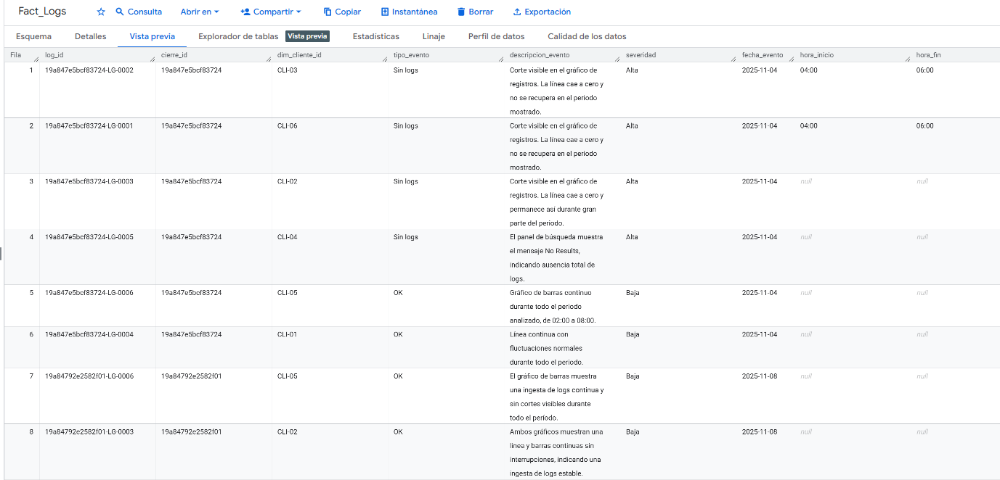 Fact_Logs Consulta Abrir en Compartir Copiar Instantánea Borrar Exportación
Esquema Detalles Vista previa Explorador de tablas Vista previa Estadísticas Linaje Perfil de datos Calidad de los datos
Fila log_id cierre_id dim_cliente_id tipo_evento descripcion_evento severidad fecha_evento hora_inicio hora_fin
1 19a847e5bcf83724-LG-0002 19a847e5bcf83724 CLI-03 Sin logs Corte visible en el gráfico de Alta 2025-11-04 04:00 06:00
registros. La línea cae a cero y
no se recupera en el periodo
mostrado.
2 19a847e5bcf83724-LG-0001 19a847e5bcf83724 CLI-06 Sin logs Corte visible en el gráfico de Alta 2025-11-04 04:00 06:00
registros. La línea cae a cero y
no se recupera en el periodo
mostrado.
3 19a847e5bcf83724-LG-0003 19a847e5bcf83724 CLI-02 Sin logs Corte visible en el gráfico de Alta 2025-11-04 null null
registros. La línea cae a cero y
permanece así durante gran
parte del periodo.
4 19a847e5bcf83724-LG-0005 19a847e5bcf83724 CLI-04 Sin logs El panel de búsqueda muestra Alta 2025-11-04 null null
el mensaje No Results,
indicando ausencia total de
logs.
5 19a847e5bcf83724-LG-0006 19a847e5bcf83724 CLI-05 OK Gráfico de barras continuo Baja 2025-11-04 null null
durante todo el periodo
analizado, de 02:00 a 08:00.
6 19a847e5bcf83724-LG-0004 19a847e5bcf83724 CLI-01 OK Línea continua con Baja 2025-11-04 null null
fluctuaciones normales
durante todo el periodo.
7 19a84792e2582f01-LG-0006 19a84792e2582f01 CLI-05 OK El gráfico de barras muestra Baja 2025-11-08 null null
una ingesta de logs continua y
sin cortes visibles durante
todo el período.
8 19a84792e2582f01-LG-0003 19a84792e2582f01 CLI-02 OK Ambos gráficos muestran una Baja 2025-11-08 null null
línea y barras continuas sin
interrupciones, indicando una
ingesta de logs estable.